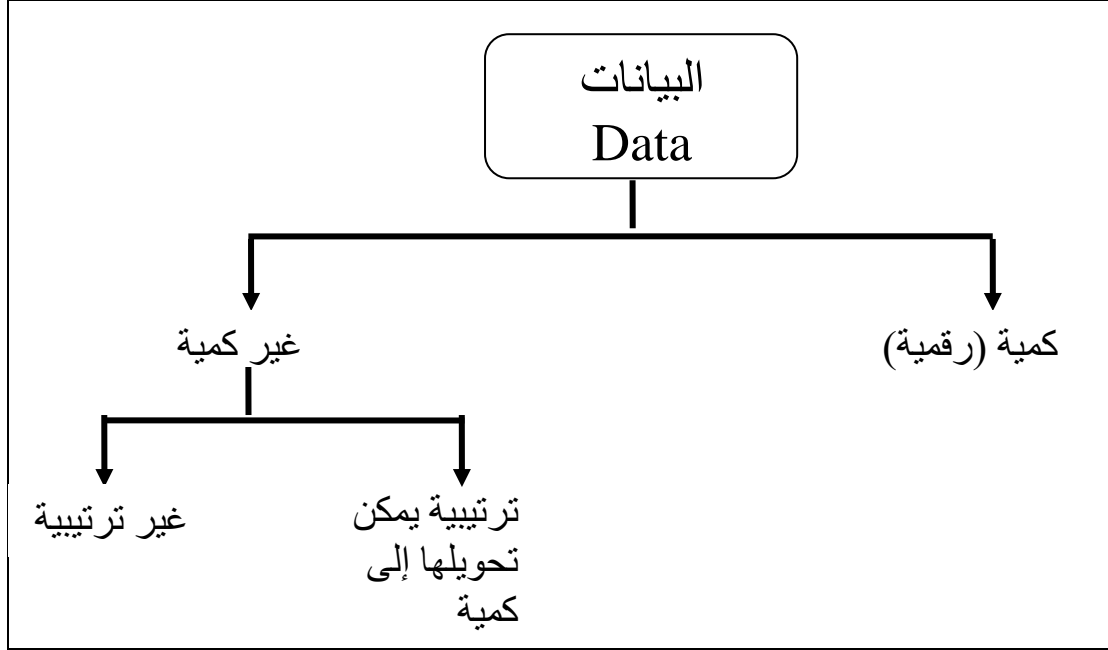 البيانات
Data
كمية (رقمية)
غير كمية
ترتيبية يمكن
تحويلها إلى
كمية
غير ترتيبية